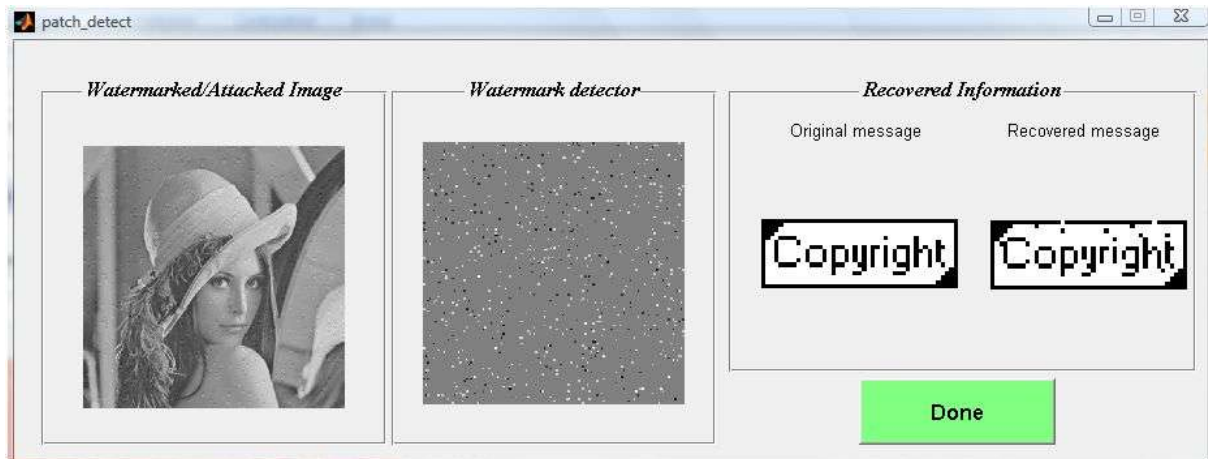 patch_detect
Watermarked/Attacked Image
Watermark detector
Recovered Information
Original message
Recovered message
Copyright
Copyright
Done